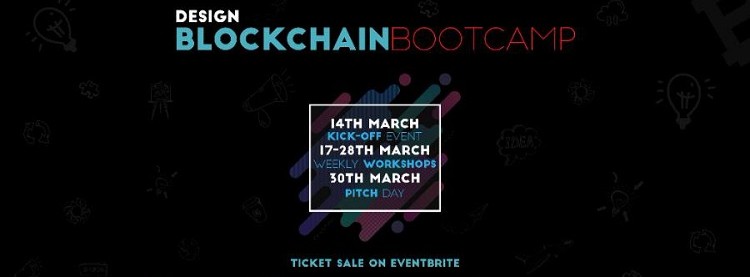 DESIGN
BLOCKCHAINBOOTCAMP
14TH MARCH
KICK-OFF EVENT
17-28TH MARCH
WEEKLY WORKSHOPS
30TH MARCH
PITCH DAY
IDEA
TICKET SALE ON EVENTBRITE